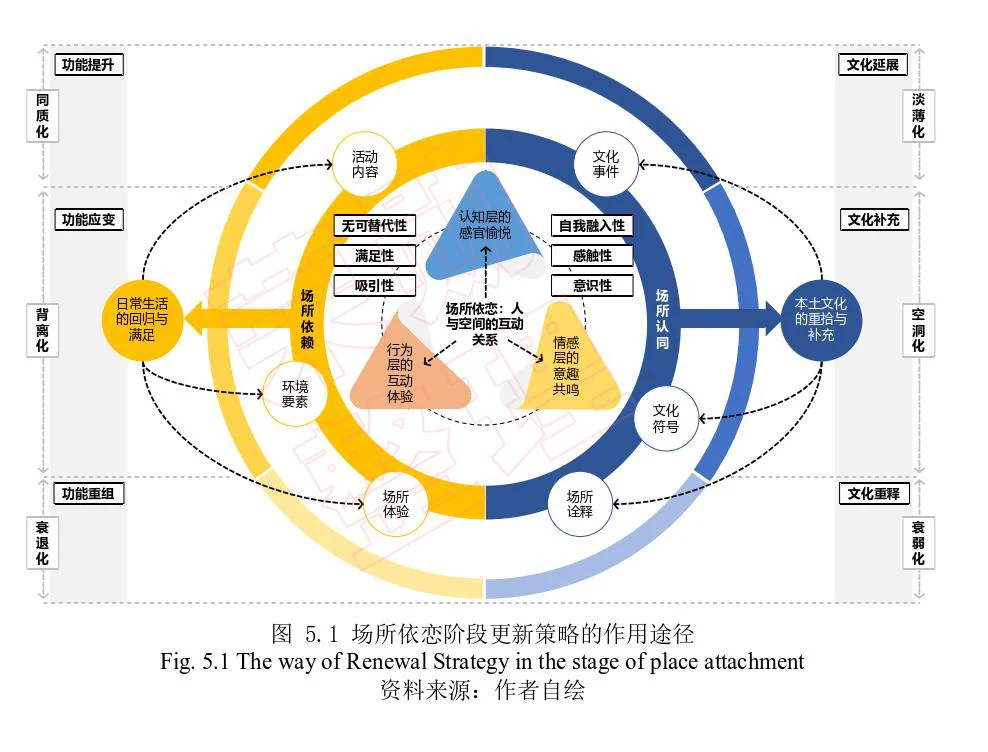 功能提升
文化延展
同
质
化
淡
薄
化
活动
内容
文化
事件
认知层的
感官愉悦
功能应变
文化补充
无可替代性
自我融入性
满足性
感触性
吸引性
意识性
日常生活
的回归与
满足
场
所
依
赖
场所依恋：人
与空间的互动
关系
场
所
认
同
本土文化
的重拾与
补充
背
离
化
空
洞
化
行为
层的
互动
体验
情感
层的
意趣
共鸣
环境
要素
文化
符号
功能重组
文化重释
场所
体验
场所
诠释
衰
退
化
衰
弱
化
图 5.1 场所依恋阶段更新策略的作用途径
Fig. 5.1 The way of Renewal Strategy in the stage of place attachment
资料来源：作者自绘